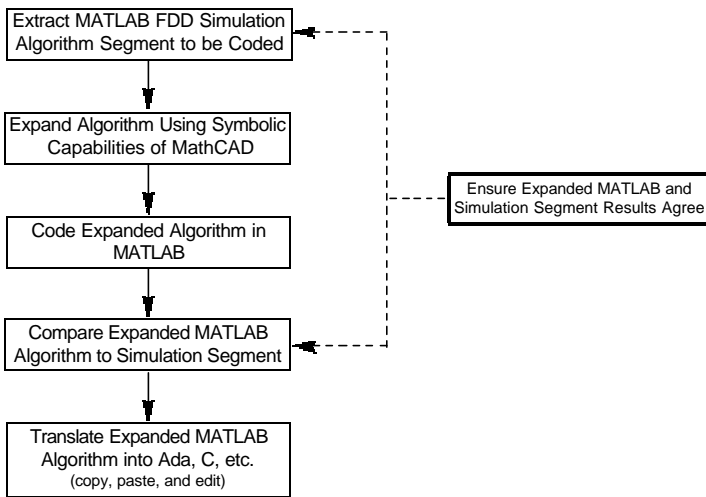 Extract MATLAB FDD Simulation
Algorithm Segment to be Coded
Expand Algorithm Using Symbolic
Capabilities of MathCAD
Ensure Expanded MATLAB and
Simulation Segment Results Agree
Code Expanded Algorithm in
MATLAB
Compare Expanded MATLAB
Algorithm to Simulation Segment
Translate Expanded MATLAB
Algorithm into Ada, C, etc.
(copy, paste, and edit)